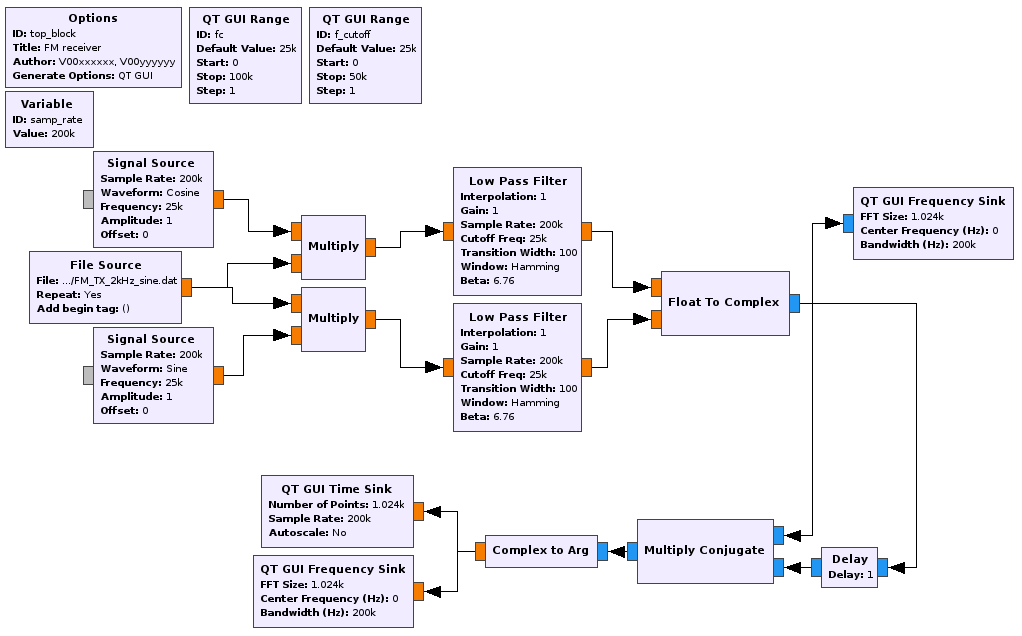 Options
ID: top_block
Title: FM receiver
Author: V00xxxxxx, V00yyyyyy
Generate Options: QT GUI
QT GUI Range
ID: fc
Default Value: 25k
Start: 0
Stop: 100k
Step: 1
QT GUI Range
ID: f_cutoff
Default Value: 25k
Start: 0
Stop: 50k
Step: 1
Variable
ID: samp_rate
Value: 200k
Signal Source
Sample Rate: 200k
Waveform: Cosine
Frequency: 25k
Amplitude: 1
Offset: 0
File Source
File: .../FM_TX_2kHz_sine.dat
Repeat: Yes
Add begin tag: ()
Signal Source
Sample Rate: 200k
Waveform: Sine
Frequency: 25k
Amplitude: 1
Offset: 0
Multiply
Multiply
Low Pass Filter
Interpolation: 1
Gain: 1
Sample Rate: 200k
Cutoff Freq: 25k
Transition Width: 100
Window: Hamming
Beta: 6.76
Low Pass Filter
Interpolation: 1
Gain: 1
Sample Rate: 200k
Cutoff Freq: 25k
Transition Width: 100
Window: Hamming
Beta: 6.76
Float To Complex
QT GUI Frequency Sink
FFT Size: 1.024k
Center Frequency (Hz): 0
Bandwidth (Hz): 200k
QT GUI Time Sink
Number of Points: 1.024k
Sample Rate: 200k
Autoscale: No
QT GUI Frequency Sink
FFT Size: 1.024k
Center Frequency (Hz): 0
Bandwidth (Hz): 200k
Complex to Arg
Multiply Conjugate
Delay
Delay: 1